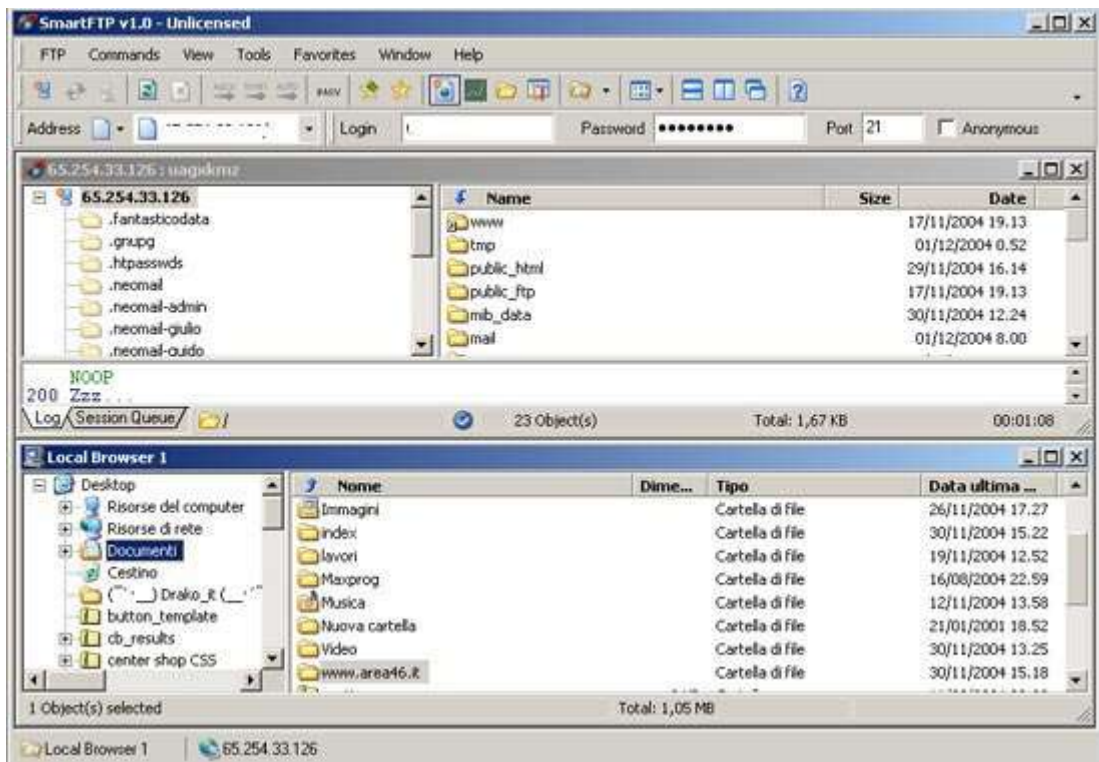 SmartFTP v1.0 - Unlicensed
FTP Commands View Tools Favorites Window Help
PASV
Address Login Password ●●●●●●●● Port 21 Anonymous
65.254.33.126 : uagidkmz
65.254.33.126
.fantasticodata
.gnupg
.htpasswds
.neomail
.neomail-admin
.neomail-giulio
.neomail-guido
Name Size Date
www 17/11/2004 19.13
tmp 01/12/2004 0.52
public_html 29/11/2004 16.14
public_ftp 17/11/2004 19.13
mib_data 30/11/2004 12.24
mail 01/12/2004 8.00
NOOP
200 Zzz...
Log Session Queue / 23 Object(s) Total: 1,67 KB 00:01:08
Local Browser 1
Desktop
Risorse del computer
Risorse di rete
Documenti
Cestino
Drako_it
button_template
cb_results
center shop CSS
Nome Dime... Tipo Data ultima ...
Immagini Cartella di file 26/11/2004 17.27
index Cartella di file 30/11/2004 15.22
lavori Cartella di file 19/11/2004 12.52
Maxprog Cartella di file 16/08/2004 22.59
Musica Cartella di file 12/11/2004 13.58
Nuova cartella Cartella di file 21/01/2001 18.52
Video Cartella di file 30/11/2004 13.25
www.area46.it Cartella di file 30/11/2004 15.18
1 Object(s) selected Total: 1,05 MB
Local Browser 1 65.254.33.126